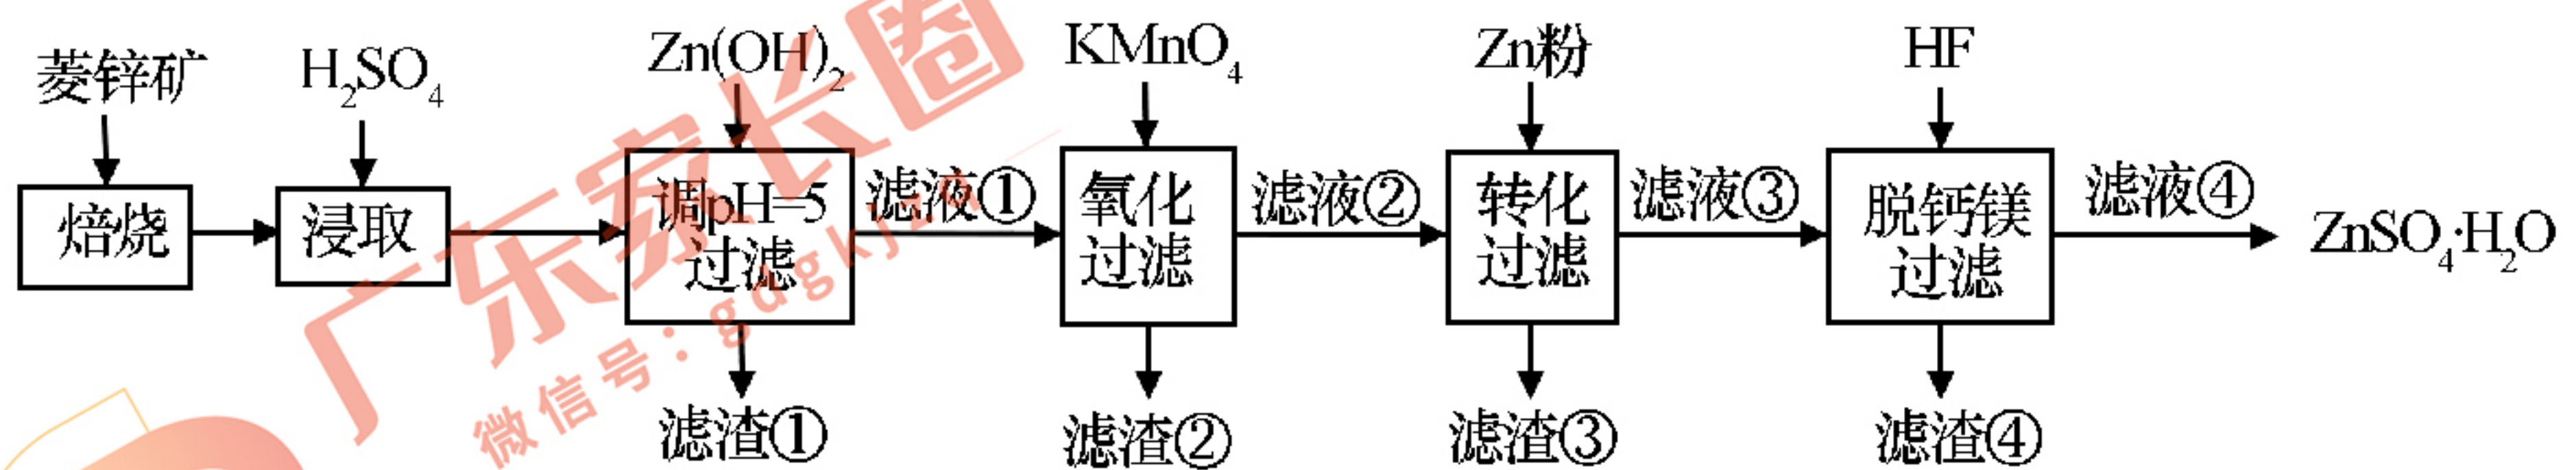 菱锌矿
H₂SO₄
Zn(OH)₂
KMnO₄
Zn粉
HF
焙烧
浸取
调pH=5
过滤
滤液①
氧化
过滤
滤液②
转化
过滤
滤液③
脱钙镁
过滤
滤液④
ZnSO₄·H₂O
滤渣①
滤渣②
滤渣③
滤渣④
广东家长圈
微信号：gdgkjzq